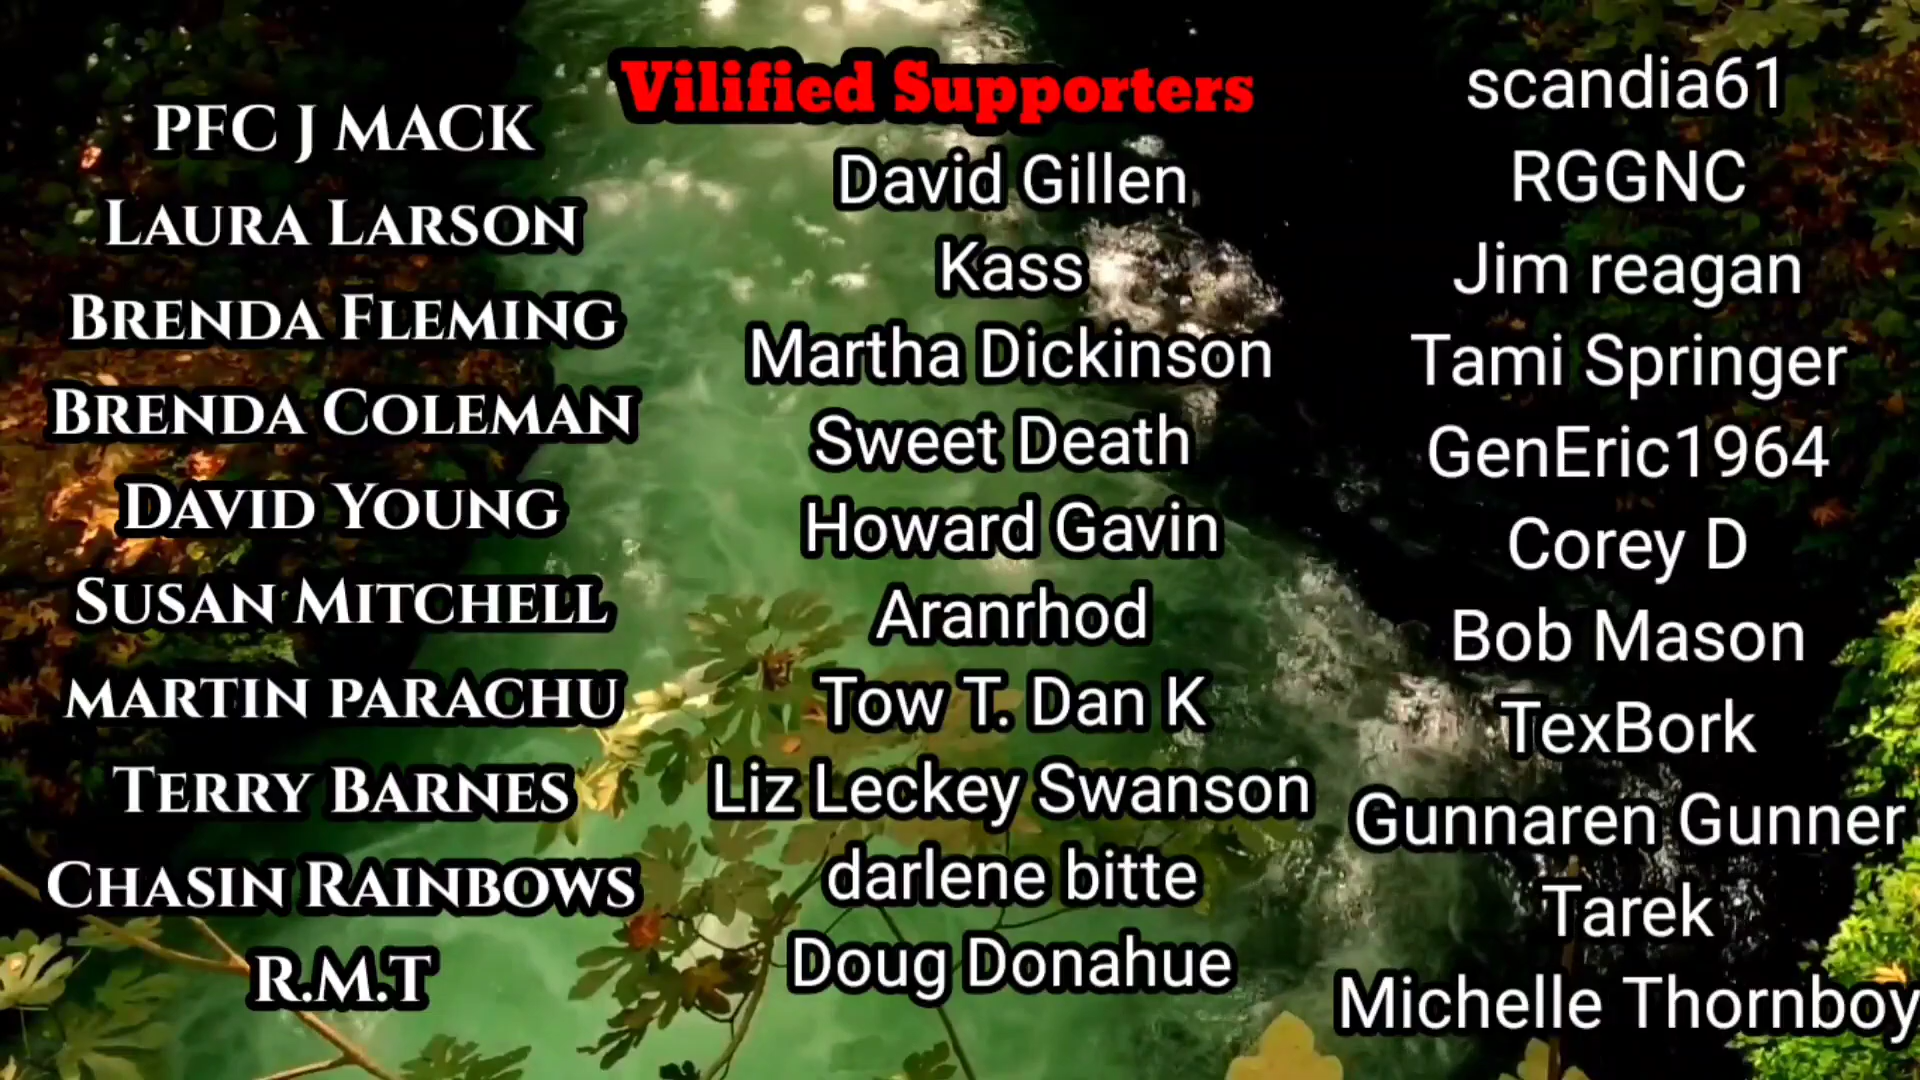 PFC J MACK
LAURA LARSON
BRENDA FLEMING
BRENDA COLEMAN
DAVID YOUNG
SUSAN MITCHELL
MARTIN PARACHU
TERRY BARNES
CHASIN RAINBOWS
R.M.T
Vilified Supporters
David Gillen
Kass
Martha Dickinson
Sweet Death
Howard Gavin
Aranrhod
Tow T. Dan K
Liz Leckey Swanson
darlene bitte
Doug Donahue
scandia61
RGGNC
Jim reagan
Tami Springer
GenEric1964
Corey D
Bob Mason
TexBork
Gunnaren Gunner
Tarek
Michelle Thornboy